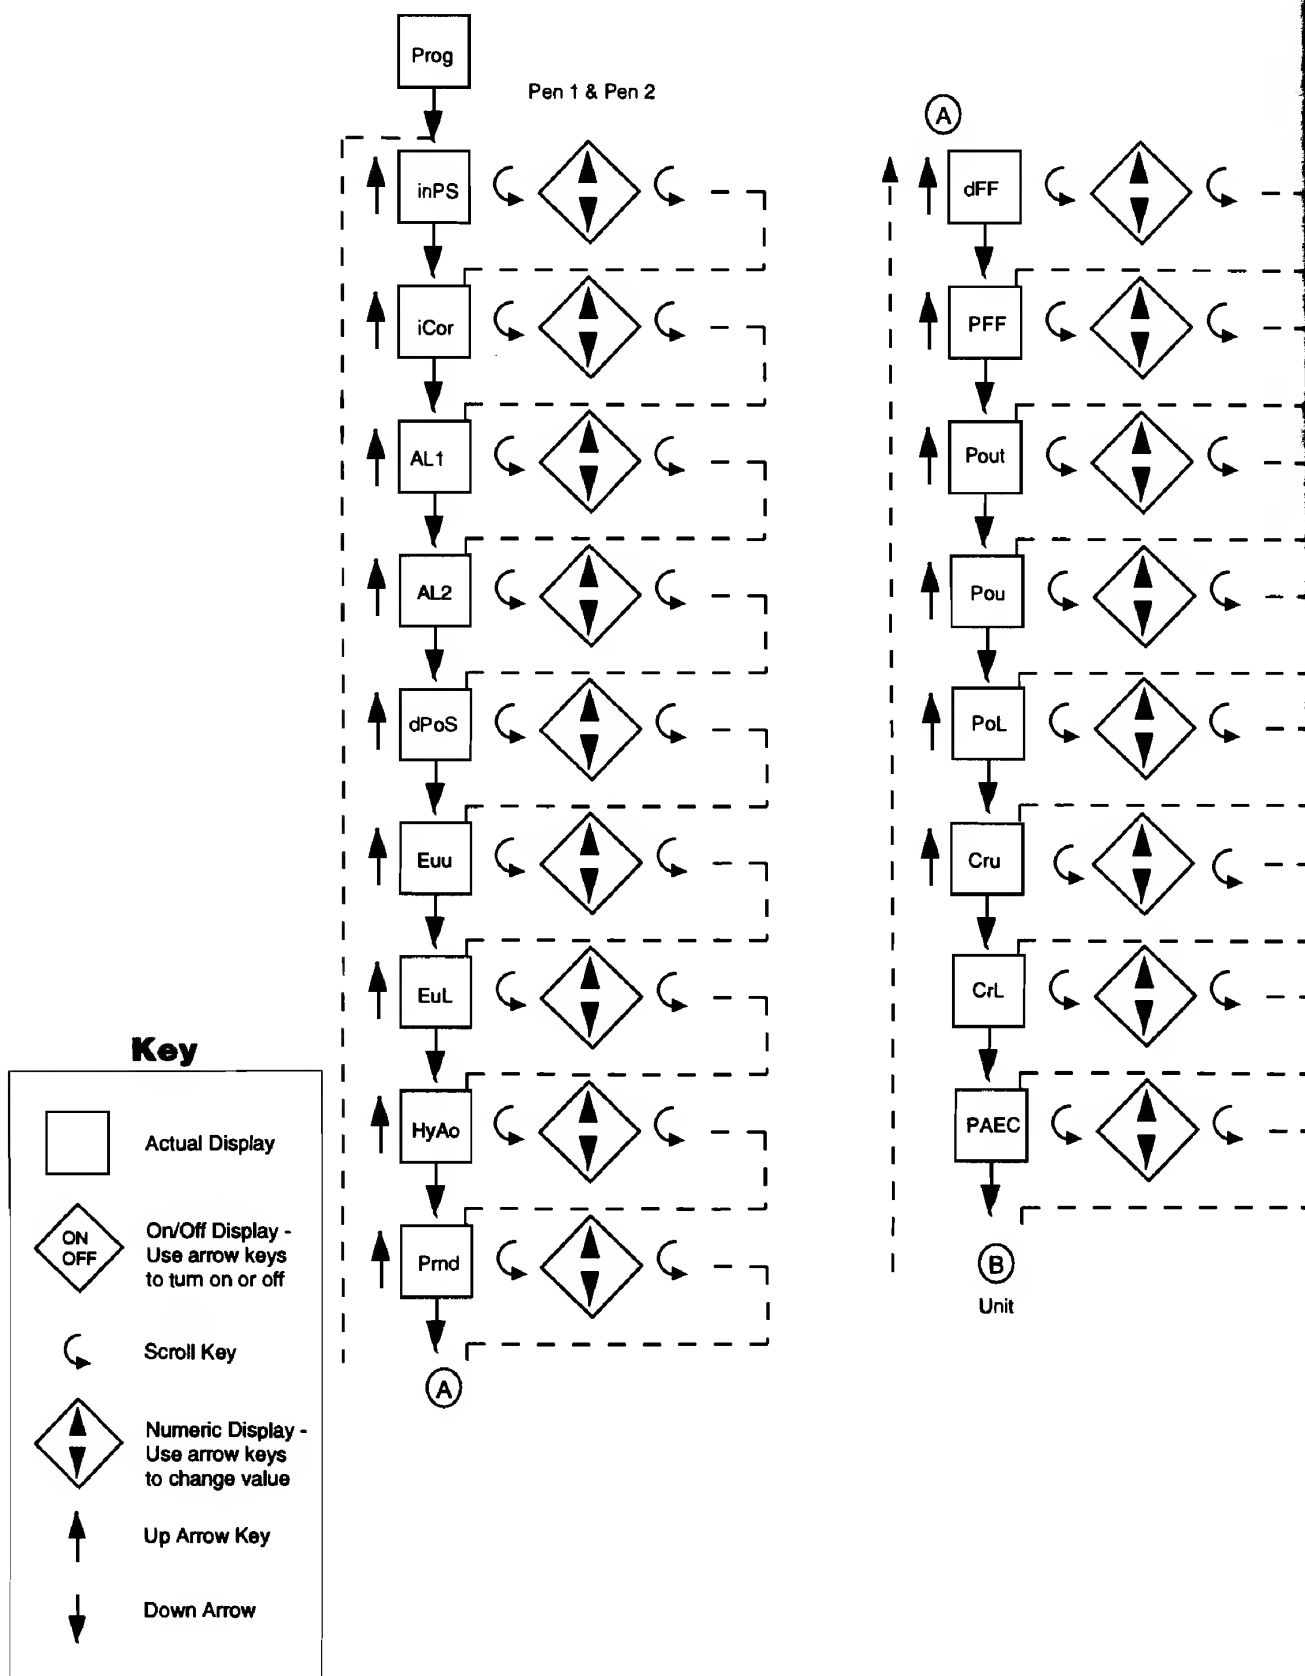 Prog
Pen 1 & Pen 2
inPS
iCor
AL1
AL2
dPoS
Euu
EuL
HyAo
Prnd
A
A
dFF
PFF
Pout
Pou
PoL
Cru
CrL
PAEC
B
Unit
Key
Actual Display
ON
OFF
On/Off Display -
Use arrow keys
to turn on or off
Scroll Key
Numeric Display -
Use arrow keys
to change value
Up Arrow Key
Down Arrow